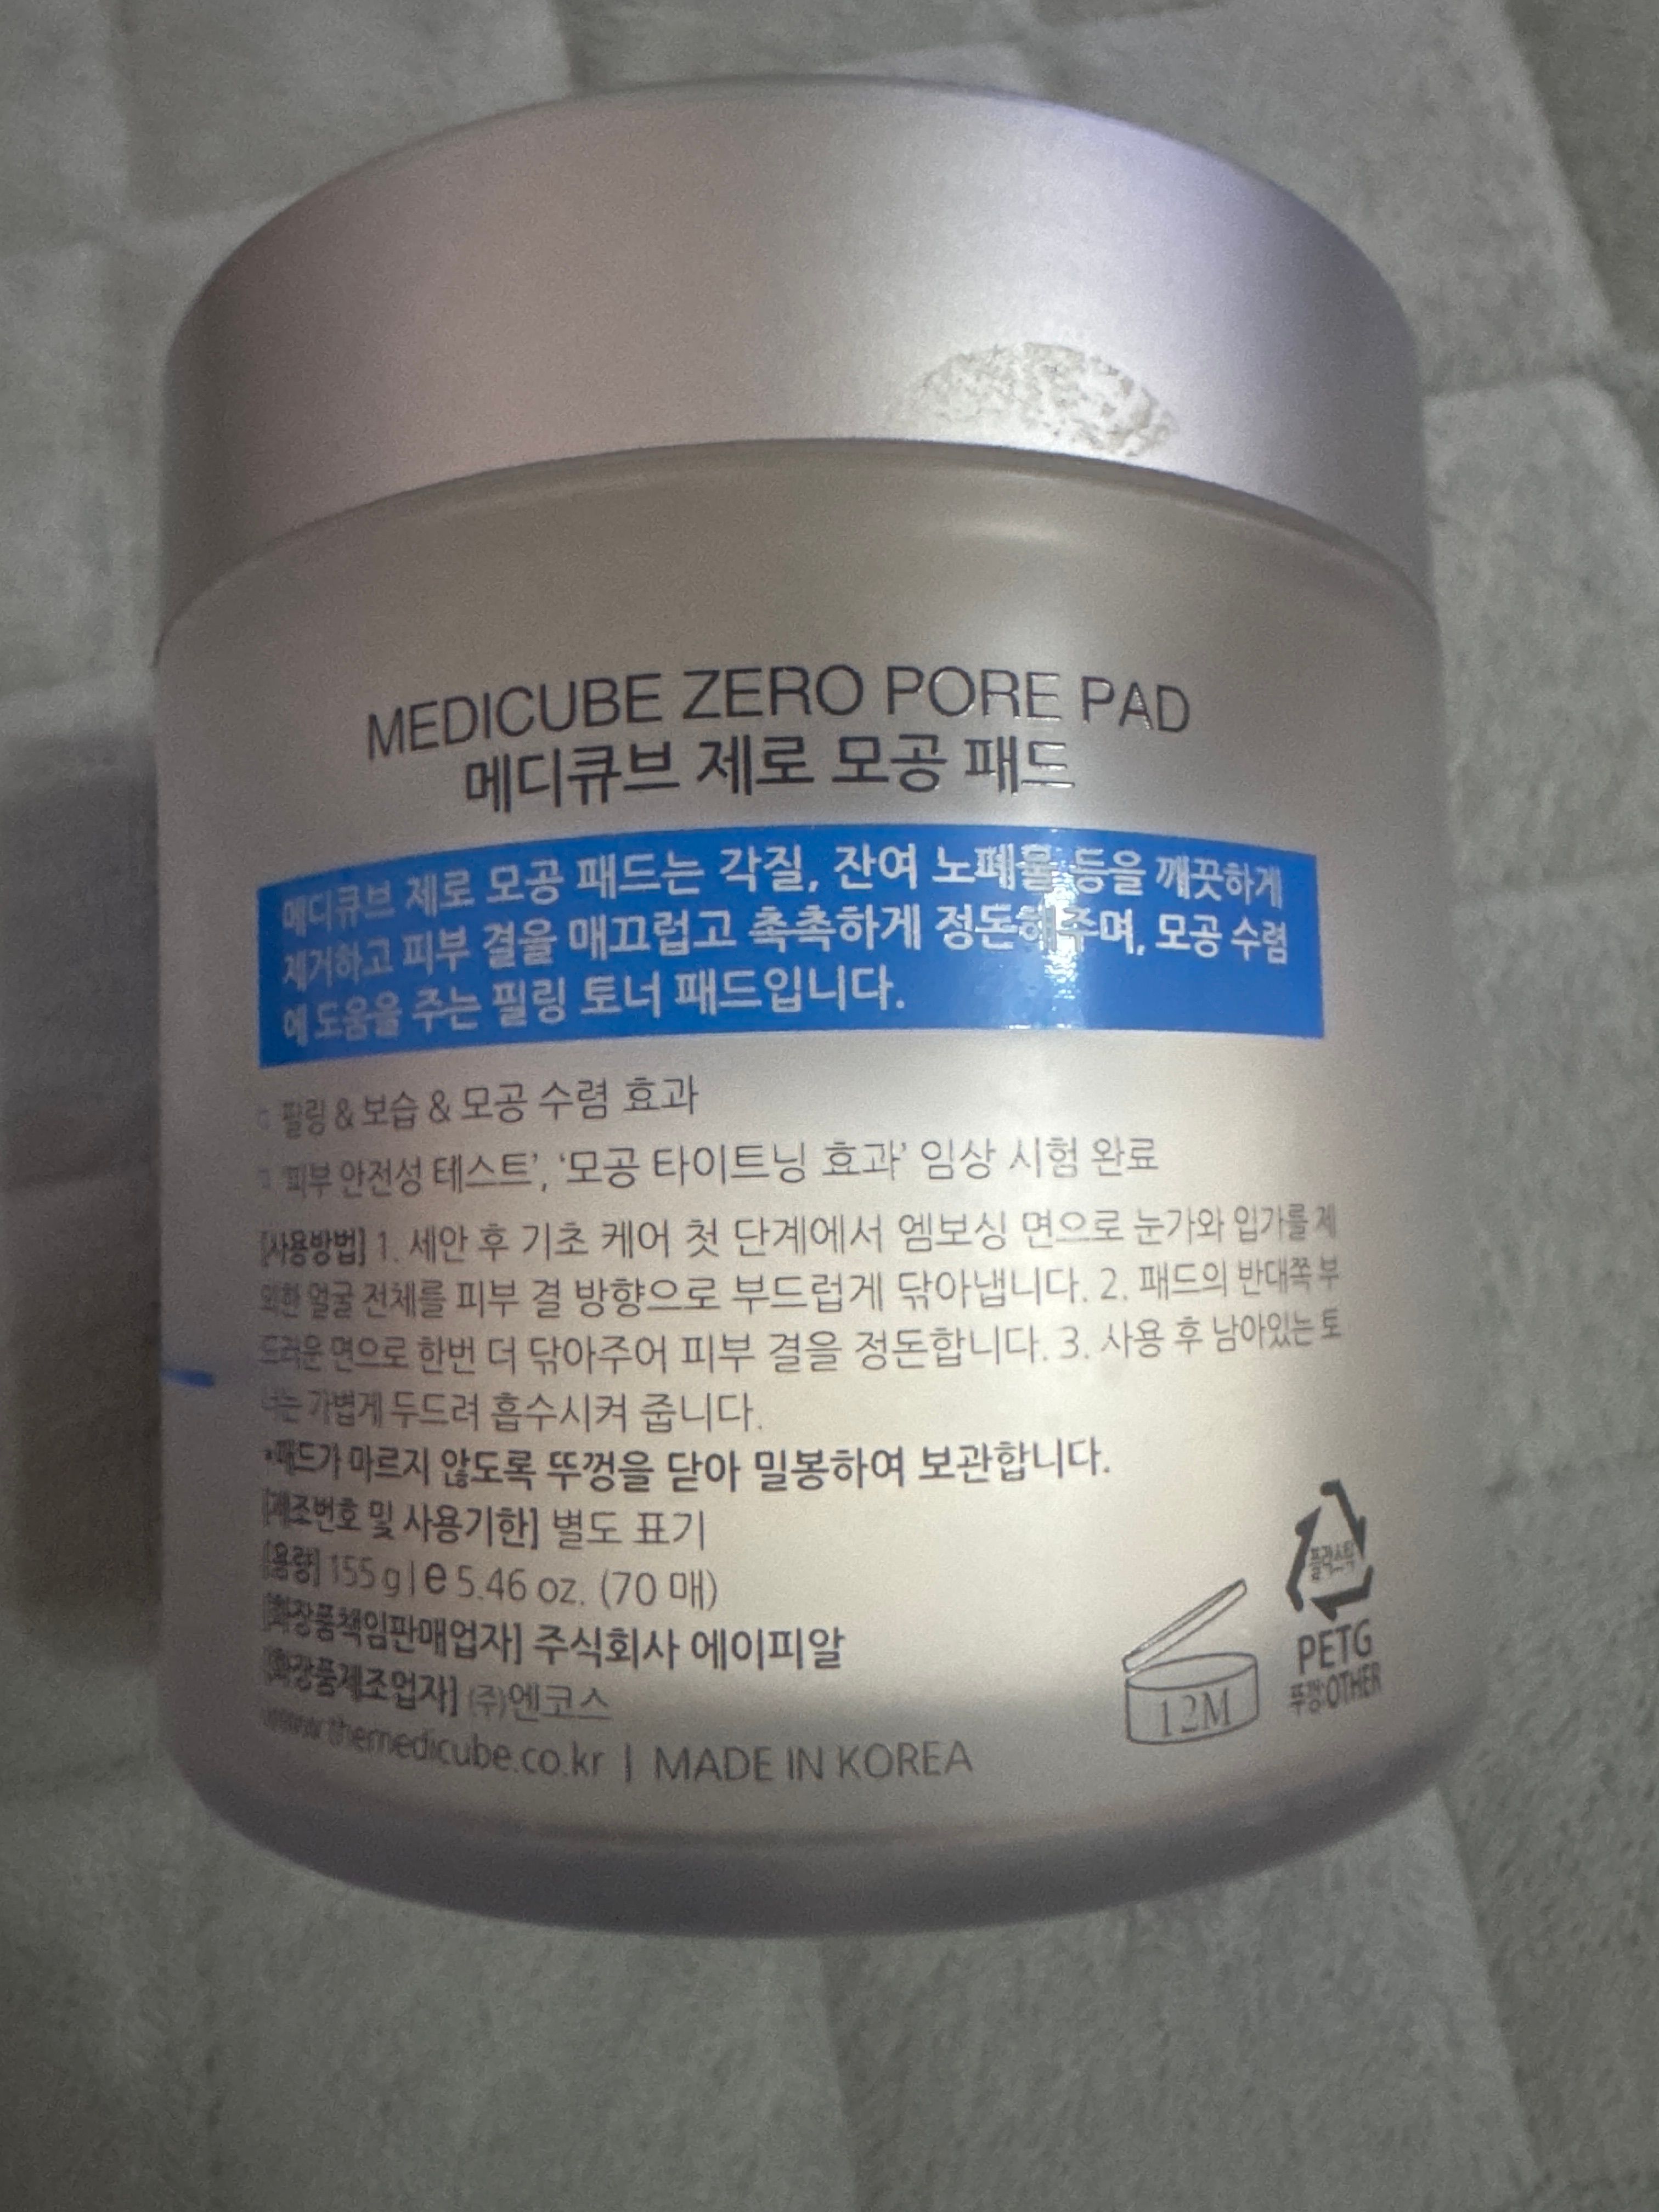 MEDICUBE ZERO PORE PAD
메디큐브 제로 모공 패드
메디큐브 제로 모공 패드는 각질, 잔여 노폐물 등을 깨끗하게
제거하고 피부 결을 매끄럽고 촉촉하게 정돈해주며, 모공 수렴
에 도움을 주는 필링 토너 패드입니다.
필링 & 보습 & 모공 수렴 효과
‘피부 안전성 테스트’, ‘모공 타이트닝 효과’ 임상 시험 완료
[사용방법] 1. 세안 후 기초 케어 첫 단계에서 엠보싱 면으로 눈가와 입가를 제
외한 얼굴 전체를 피부 결 방향으로 부드럽게 닦아냅니다. 2. 패드의 반대쪽 부
드러운 면으로 한번 더 닦아주어 피부 결을 정돈합니다. 3. 사용 후 남아있는 토
너는 가볍게 두드려 흡수시켜 줍니다.
*패드가 마르지 않도록 뚜껑을 닫아 밀봉하여 보관합니다.
[제조번호 및 사용기한] 별도 표기
[용량] 155 g | e 5.46 oz. (70 매)
[화장품책임판매업자] 주식회사 에이피알
[화장품제조업자] (주)엔코스
www.themedicube.co.kr | MADE IN KOREA
12M
플라스틱
PETG
뚜껑:OTHER